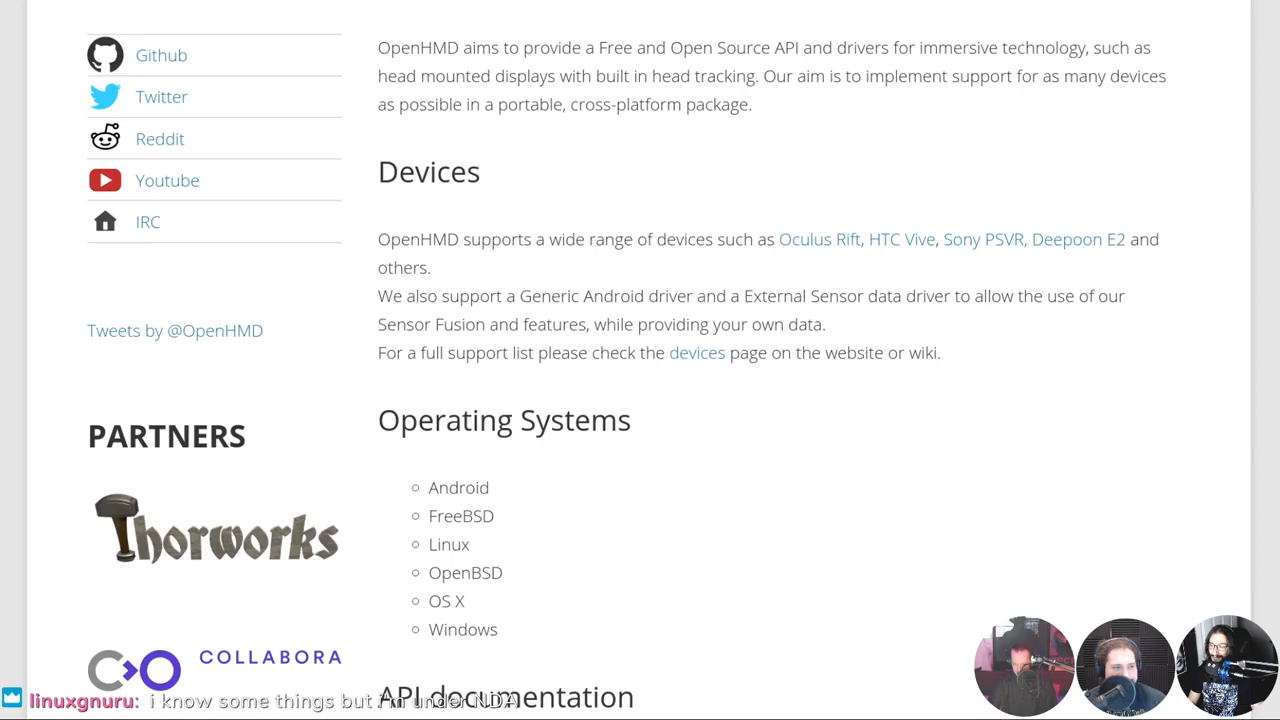 Github
Twitter
Reddit
Youtube
IRC
Tweets by @OpenHMD
PARTNERS
Thorworks
COLLABORA
OpenHMD aims to provide a Free and Open Source API and drivers for immersive technology, such as
head mounted displays with built in head tracking. Our aim is to implement support for as many devices
as possible in a portable, cross-platform package.
Devices
OpenHMD supports a wide range of devices such as Oculus Rift, HTC Vive, Sony PSVR, Deepoon E2 and
others.
We also support a Generic Android driver and a External Sensor data driver to allow the use of our
Sensor Fusion and features, while providing your own data.
For a full support list please check the devices page on the website or wiki.
Operating Systems
Android
FreeBSD
Linux
OpenBSD
OS X
Windows
API documentation
linuxgnuru: i know some things but i'm under NDA